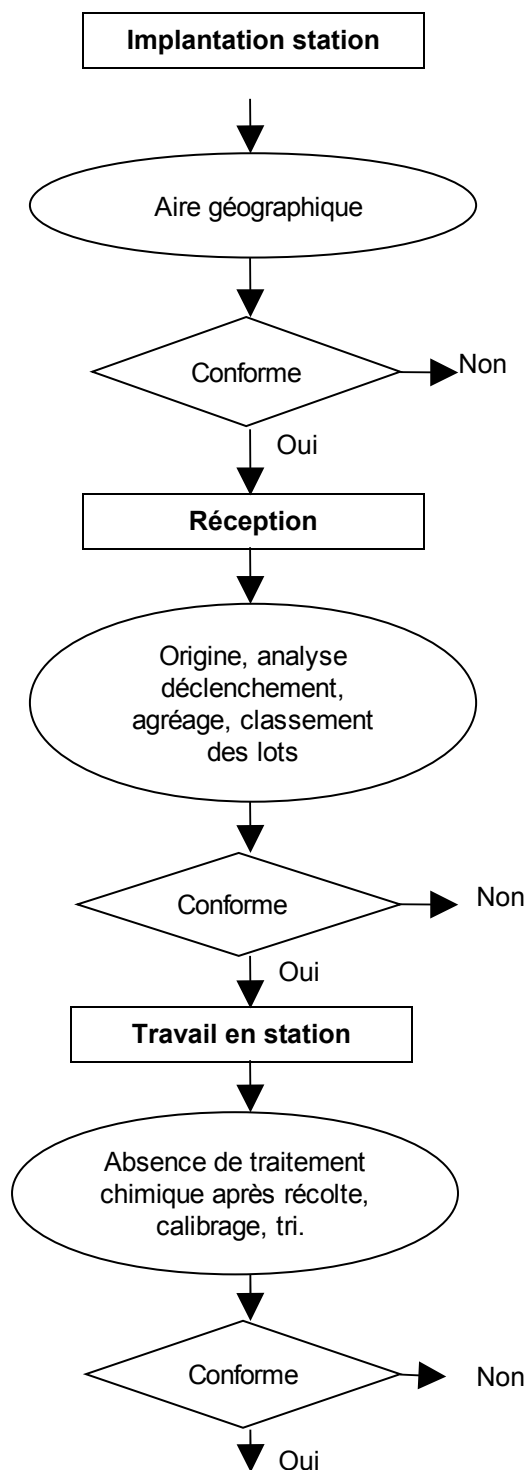 Implantation station
Aire géographique
Conforme
Non
Oui
Réception
Origine, analyse
déclenchement,
agréage, classement
des lots
Conforme
Non
Oui
Travail en station
Absence de traitement
chimique après récolte,
calibrage, tri.
Conforme
Non
Oui